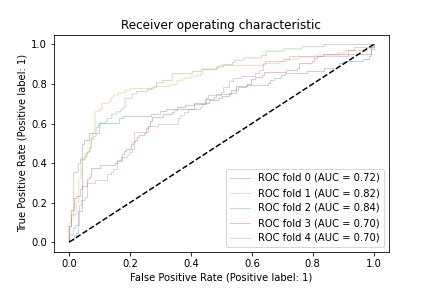 Receiver operating characteristic
1.0
0.8
0.6
0.4
0.2
0.0
True Positive Rate (Positive label: 1)
ROC fold 0 (AUC = 0.72)
ROC fold 1 (AUC = 0.82)
ROC fold 2 (AUC = 0.84)
ROC fold 3 (AUC = 0.70)
ROC fold 4 (AUC = 0.70)
0.0 0.2 0.4 0.6 0.8 1.0
False Positive Rate (Positive label: 1)